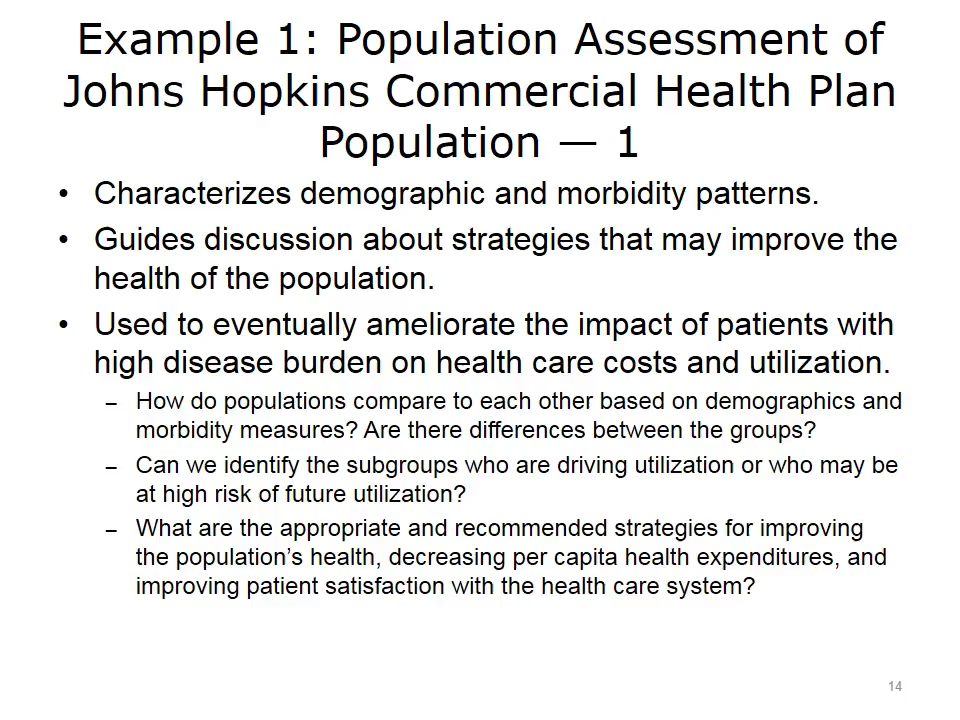 Example 1: Population Assessment of
Johns Hopkins Commercial Health Plan
Population — 1
• Characterizes demographic and morbidity patterns.
• Guides discussion about strategies that may improve the
health of the population.
• Used to eventually ameliorate the impact of patients with
high disease burden on health care costs and utilization.
– How do populations compare to each other based on demographics and
morbidity measures? Are there differences between the groups?
– Can we identify the subgroups who are driving utilization or who may be
at high risk of future utilization?
– What are the appropriate and recommended strategies for improving
the population’s health, decreasing per capita health expenditures, and
improving patient satisfaction with the health care system?
14